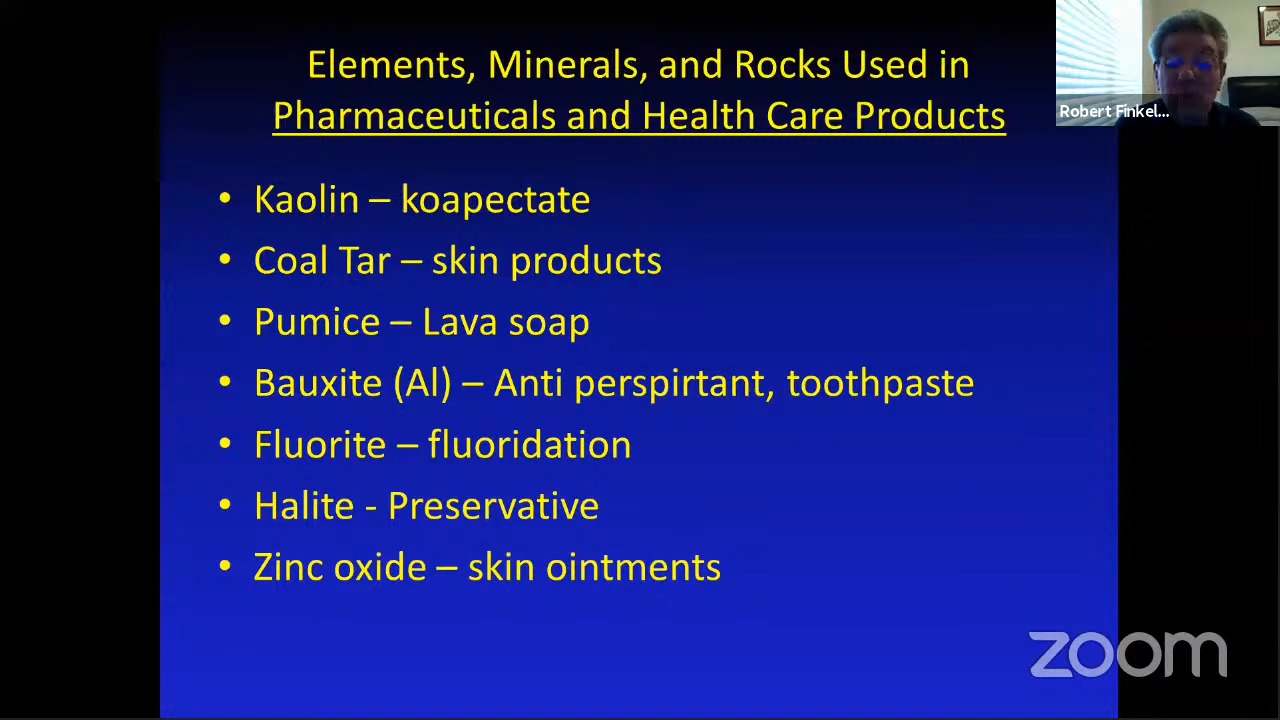 Elements, Minerals, and Rocks Used in
Pharmaceuticals and Health Care Products
Robert Finkel...
• Kaolin – koapectate
• Coal Tar – skin products
• Pumice – Lava soap
• Bauxite (Al) – Anti perspirtant, toothpaste
• Fluorite – fluoridation
• Halite - Preservative
• Zinc oxide – skin ointments
zoom